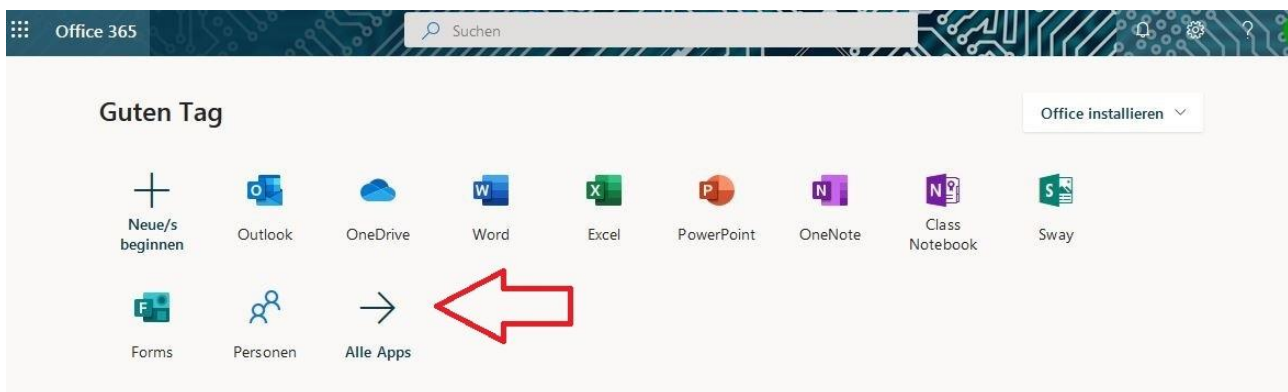 Office 365
Suchen
?
Guten Tag
Office installieren
O
W
X
P
N
N
S
Neue/s
beginnen
Outlook
OneDrive
Word
Excel
PowerPoint
OneNote
Class
Notebook
Sway
F
Forms
Personen
Alle Apps